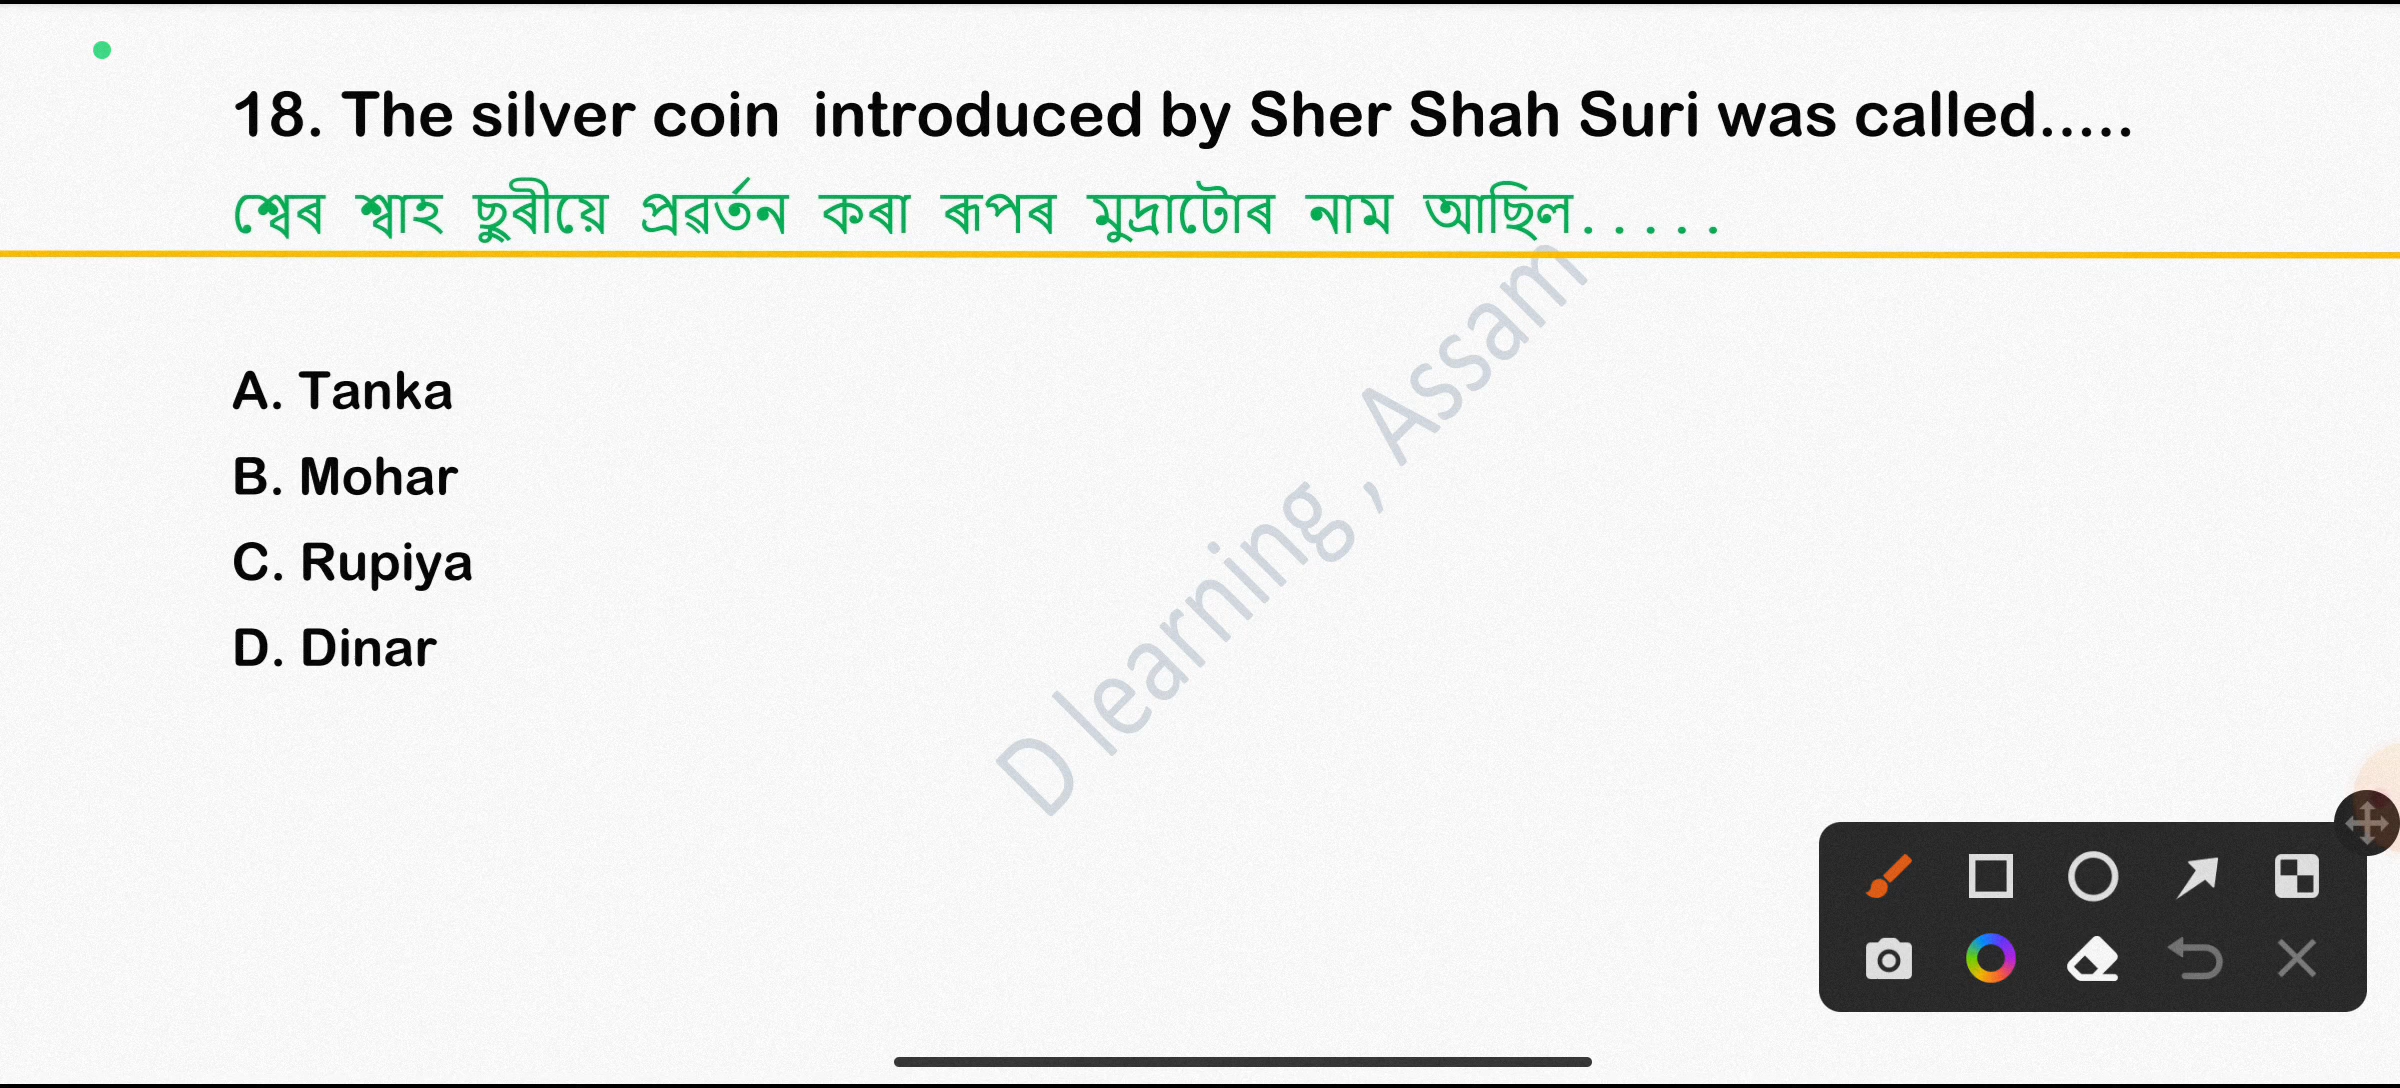 18. The silver coin introduced by Sher Shah Suri was called.....
শ্বেৰ শ্বাহ ছুৰীয়ে প্ৰৱৰ্তন কৰা ৰূপৰ মুদ্ৰাটোৰ নাম আছিল.....
A. Tanka
B. Mohar
C. Rupiya
D. Dinar
D learning , Assam